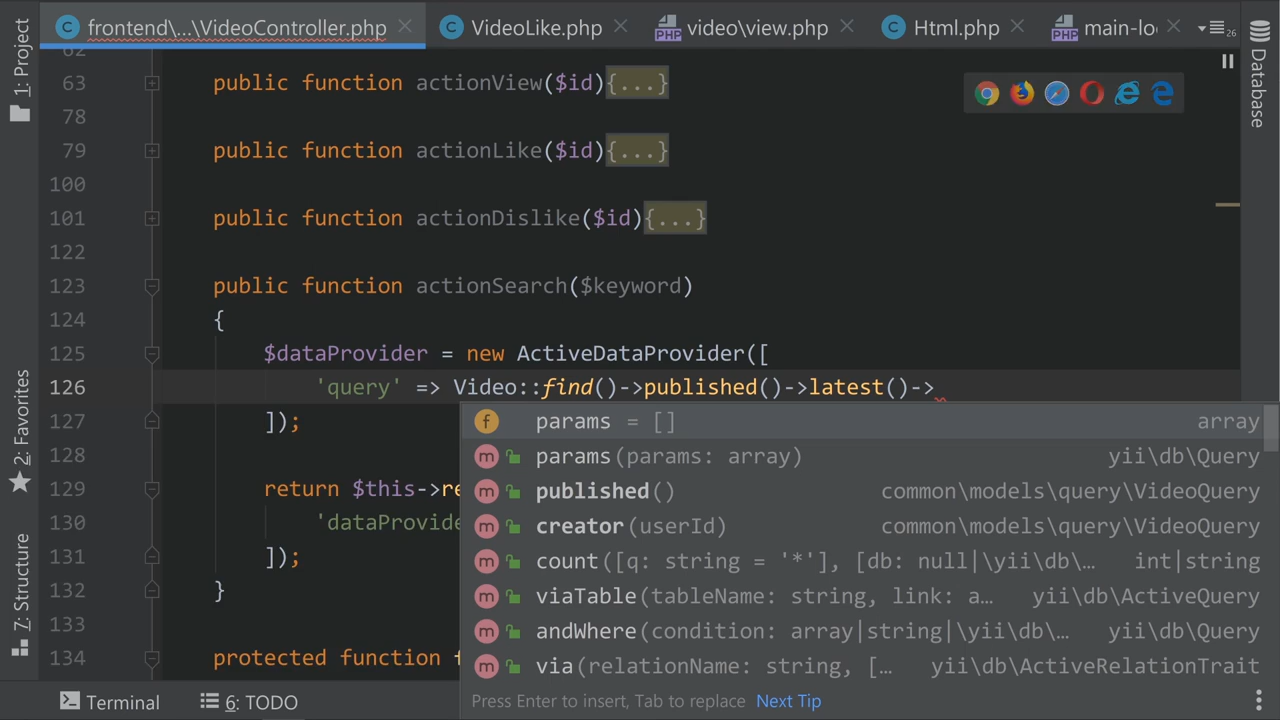 1: Project
frontend\...\VideoController.php
VideoLike.php
video\view.php
Html.php
main-lo
26
Database
62
63 public function actionView($id){...}
78
79 public function actionLike($id){...}
100
101 public function actionDislike($id){...}
122
123 public function actionSearch($keyword)
124 {
125 $dataProvider = new ActiveDataProvider([
126 'query' => Video::find()->published()->latest()->
127 ]);
128
129 return $this->re
130 'dataProvide
131 ]);
132 }
133
134 protected function f
params = [] array
params(params: array) yii\db\Query
published() common\models\query\VideoQuery
creator(userId) common\models\query\VideoQuery
count([q: string = '*'], [db: null|\yii\db\... int|string
viaTable(tableName: string, link: a... yii\db\ActiveQuery
andWhere(condition: array|string|\yii\db\... yii\db\Query
via(relationName: string, [... yii\db\ActiveRelationTrait
Press Enter to insert, Tab to replace Next Tip
2: Favorites
7: Structure
Terminal
6: TODO